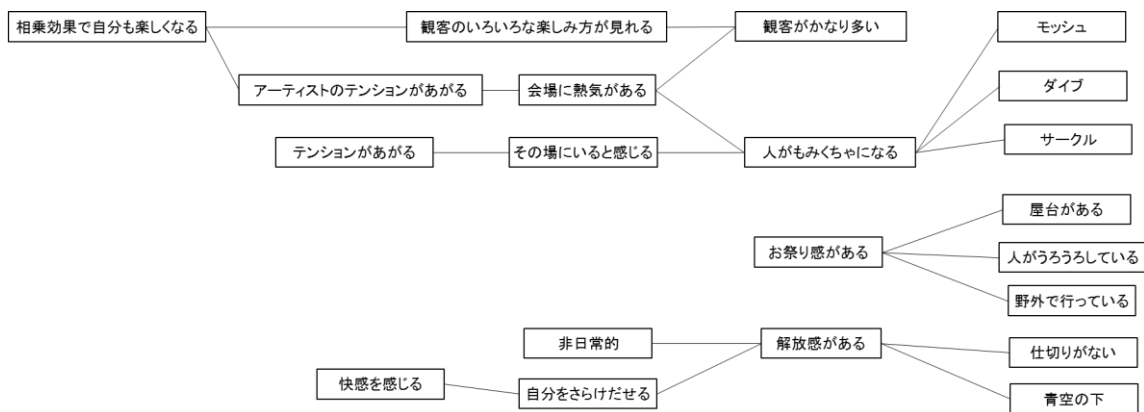 相乗効果で自分も楽しくなる
観客のいろいろな楽しみ方が見れる
観客がかなり多い
モッシュ
アーティストのテンションがあがる
会場に熱気がある
ダイブ
テンションがあがる
その場にいると感じる
人がもみくちゃになる
サークル
屋台がある
お祭り感がある
人がうろうろしている
野外で行っている
非日常的
解放感がある
仕切りがない
快感を感じる
自分をさらけだせる
青空の下